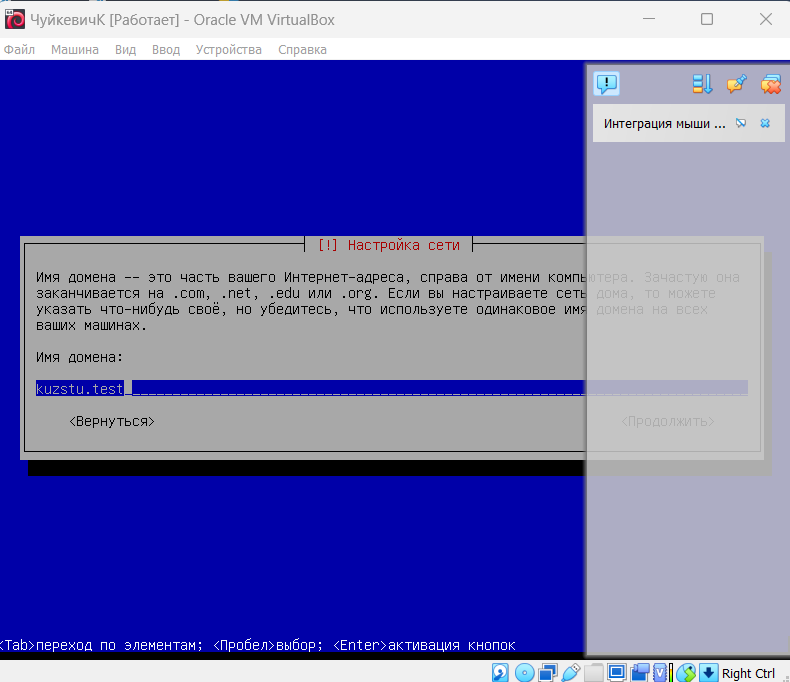 ЧуйкевичК [Работает] - Oracle VM VirtualBox
Файл Машина Вид Ввод Устройства Справка
Интеграция мыши ...
[!] Настройка сети
Имя домена -- это часть вашего Интернет-адреса, справа от имени компьютера. Зачастую она
заканчивается на .com, .net, .edu или .org. Если вы настраиваете сеть дома, то можете
указать что-нибудь своё, но убедитесь, что используете одинаковое имя домена на всех
ваших машинах.
Имя домена:
kuzstu.test
<Вернуться> <Продолжить>
<Tab>переход по элементам; <Пробел>выбор; <Enter>активация кнопок
Right Ctrl